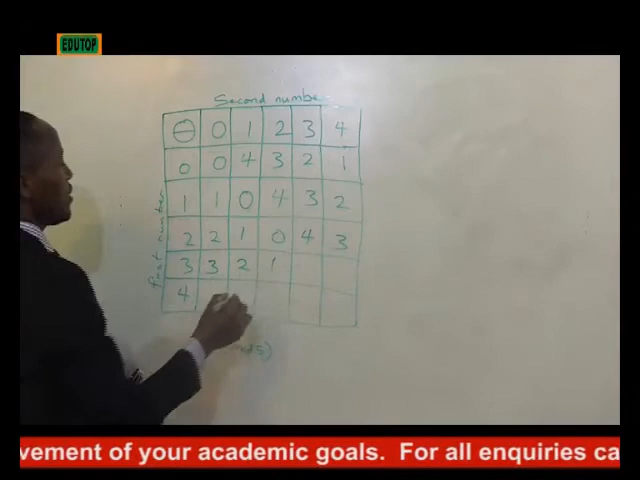 EDUTOP
Second number
⊖ 0 1 2 3 4
0 0 4 3 2 1
1 1 0 4 3 2
2 2 1 0 4 3
3 3 2 1
4
first number
vement of your academic goals. For all enquiries ca